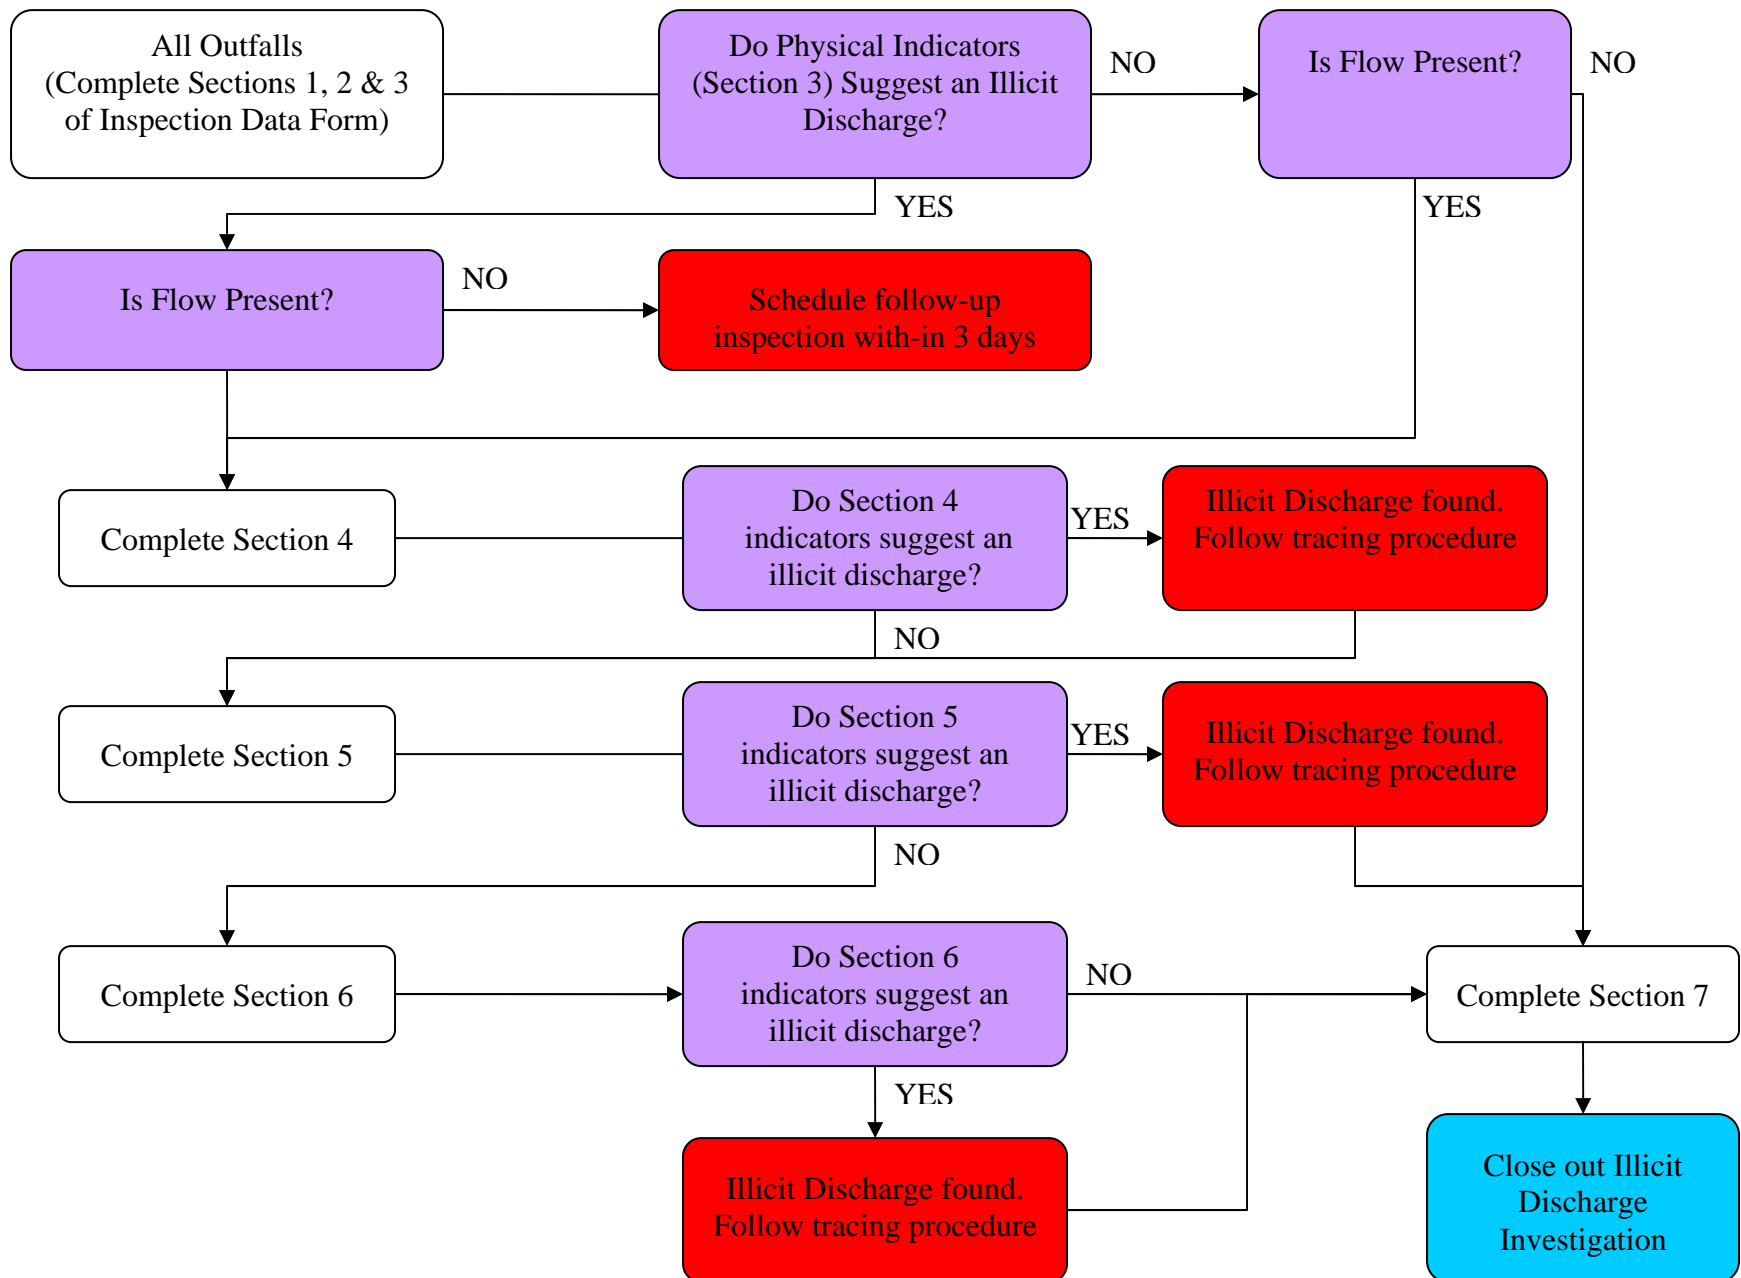 All Outfalls
(Complete Sections 1, 2 & 3
of Inspection Data Form)
Do Physical Indicators
(Section 3) Suggest an Illicit
Discharge?
NO
Is Flow Present?
NO
YES
YES
Is Flow Present?
NO
Schedule follow-up
inspection with-in 3 days
Complete Section 4
Do Section 4
indicators suggest an
illicit discharge?
YES
Illicit Discharge found.
Follow tracing procedure
NO
Complete Section 5
Do Section 5
indicators suggest an
illicit discharge?
YES
Illicit Discharge found.
Follow tracing procedure
NO
Complete Section 6
Do Section 6
indicators suggest an
illicit discharge?
NO
Complete Section 7
YES
Illicit Discharge found.
Follow tracing procedure
Close out Illicit
Discharge
Investigation